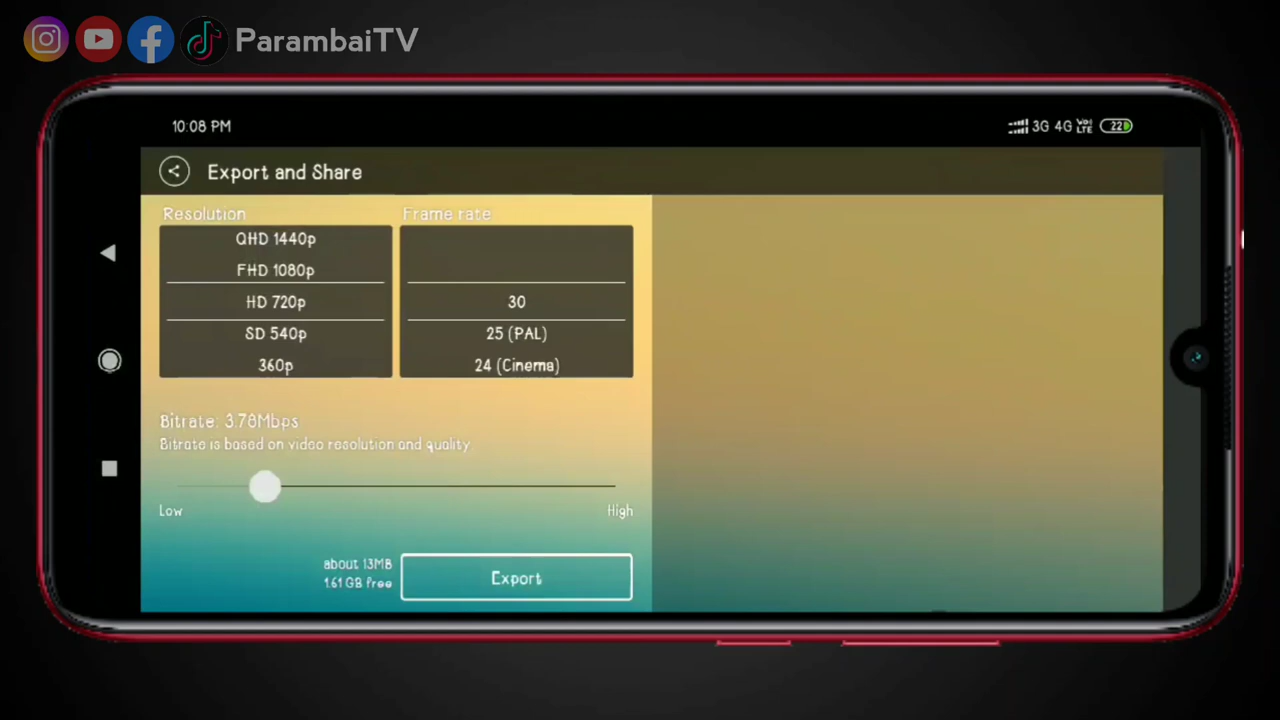 ParambaiTV
10:08 PM
3G 4G VoLTE 22
Export and Share
Resolution
Frame rate
QHD 1440p
FHD 1080p
HD 720p
SD 540p
360p
30
25 (PAL)
24 (Cinema)
Bitrate: 3.78Mbps
Bitrate is based on video resolution and quality.
Low
High
about 13MB
1.61 GB free
Export